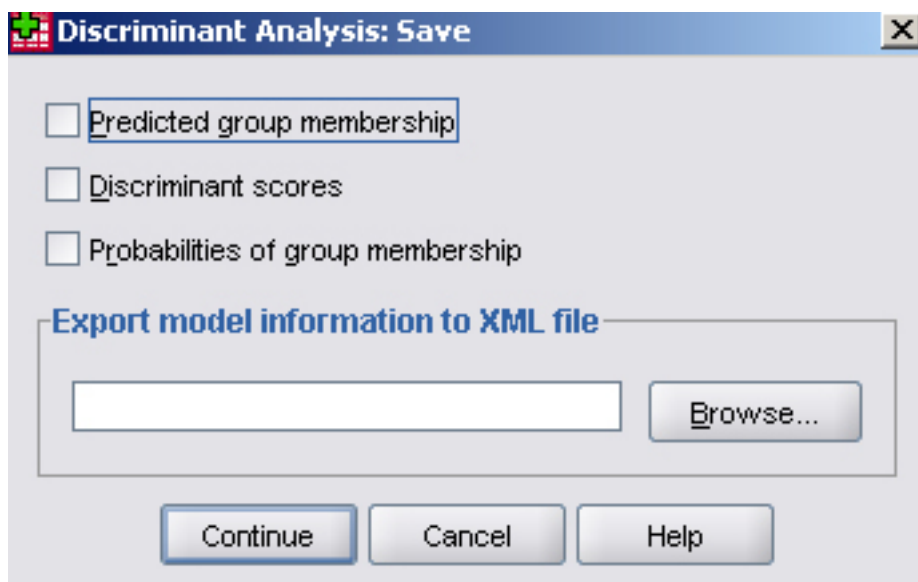 Discriminant Analysis: Save
Predicted group membership
Discriminant scores
Probabilities of group membership
Export model information to XML file
Browse...
Continue Cancel Help